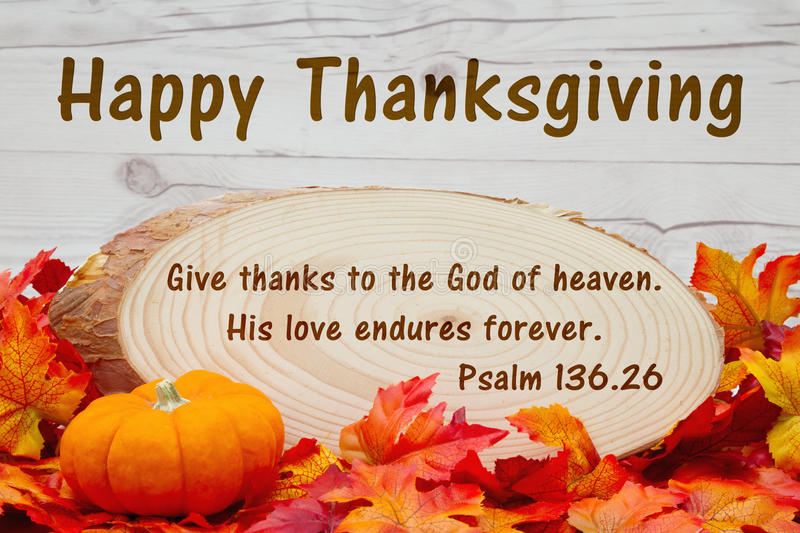 Happy Thanksgiving
Give thanks to the God of heaven.
His love endures forever.
Psalm 136.26